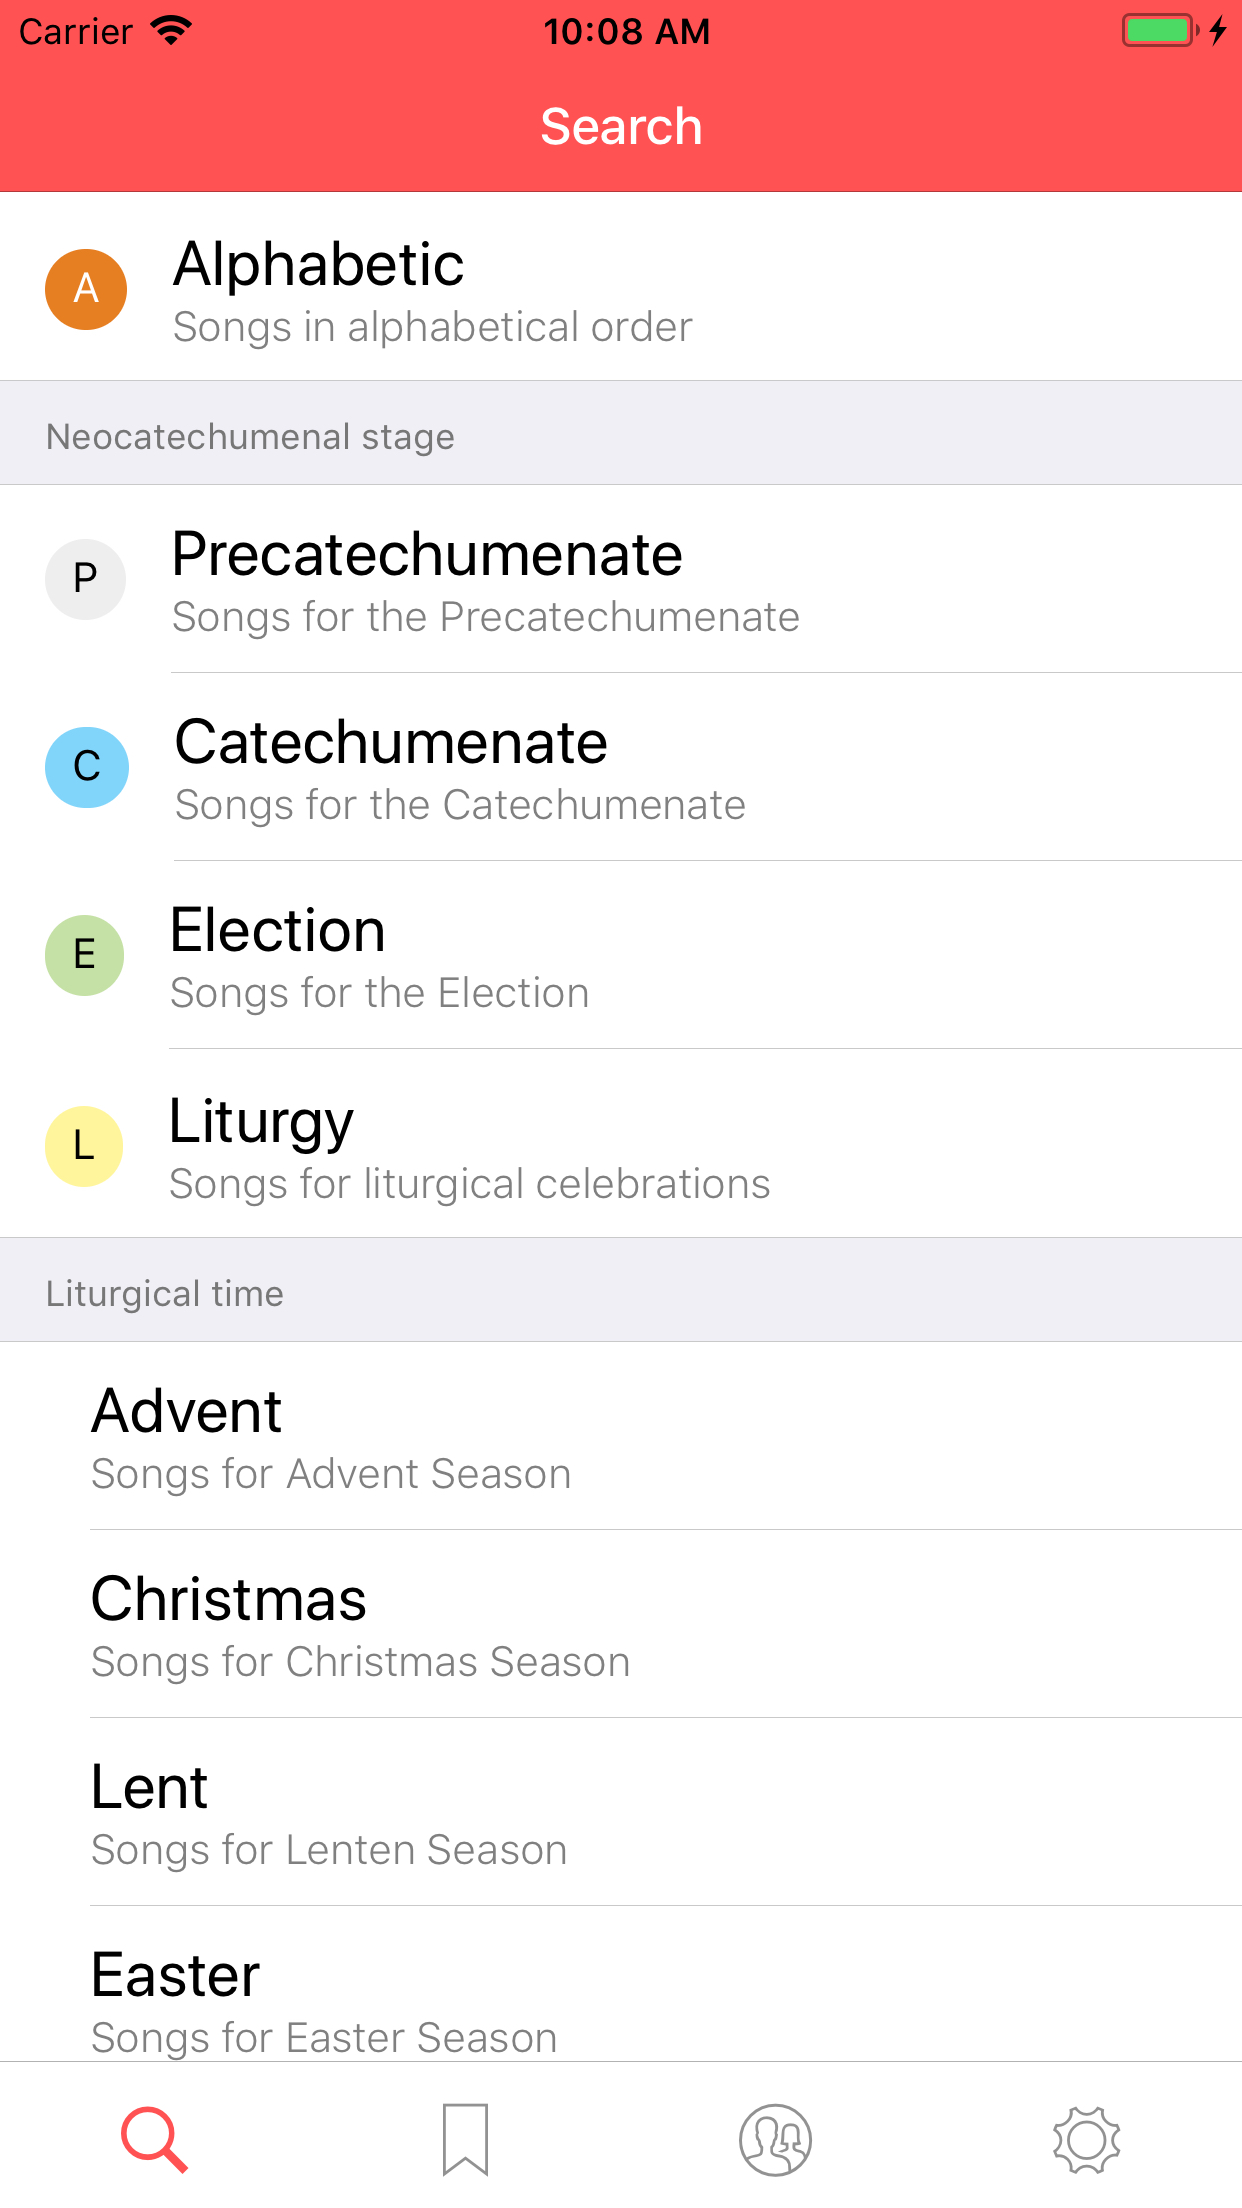 Carrier 10:08 AM
Search
A
Alphabetic
Songs in alphabetical order
Neocatechumenal stage
P
Precatechumenate
Songs for the Precatechumenate
C
Catechumenate
Songs for the Catechumenate
E
Election
Songs for the Election
L
Liturgy
Songs for liturgical celebrations
Liturgical time
Advent
Songs for Advent Season
Christmas
Songs for Christmas Season
Lent
Songs for Lenten Season
Easter
Songs for Easter Season